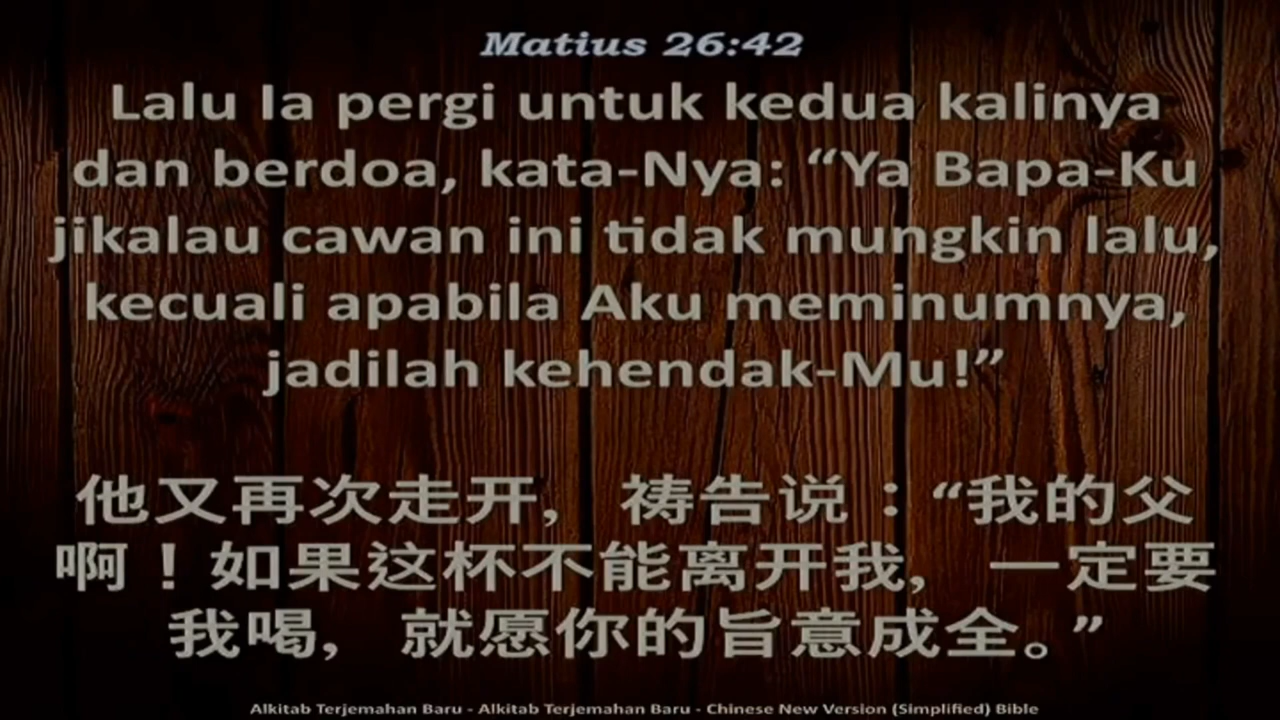 Matius 26:42
Lalu Ia pergi untuk kedua kalinya
dan berdoa, kata-Nya: “Ya Bapa-Ku
jikalau cawan ini tidak mungkin lalu,
kecuali apabila Aku meminumnya,
jadilah kehendak-Mu!”
他又再次走开，祷告说：“我的父
啊！如果这杯不能离开我，一定要
我喝，就愿你的旨意成全。”
Alkitab Terjemahan Baru - Alkitab Terjemahan Baru - Chinese New Version (Simplified) Bible